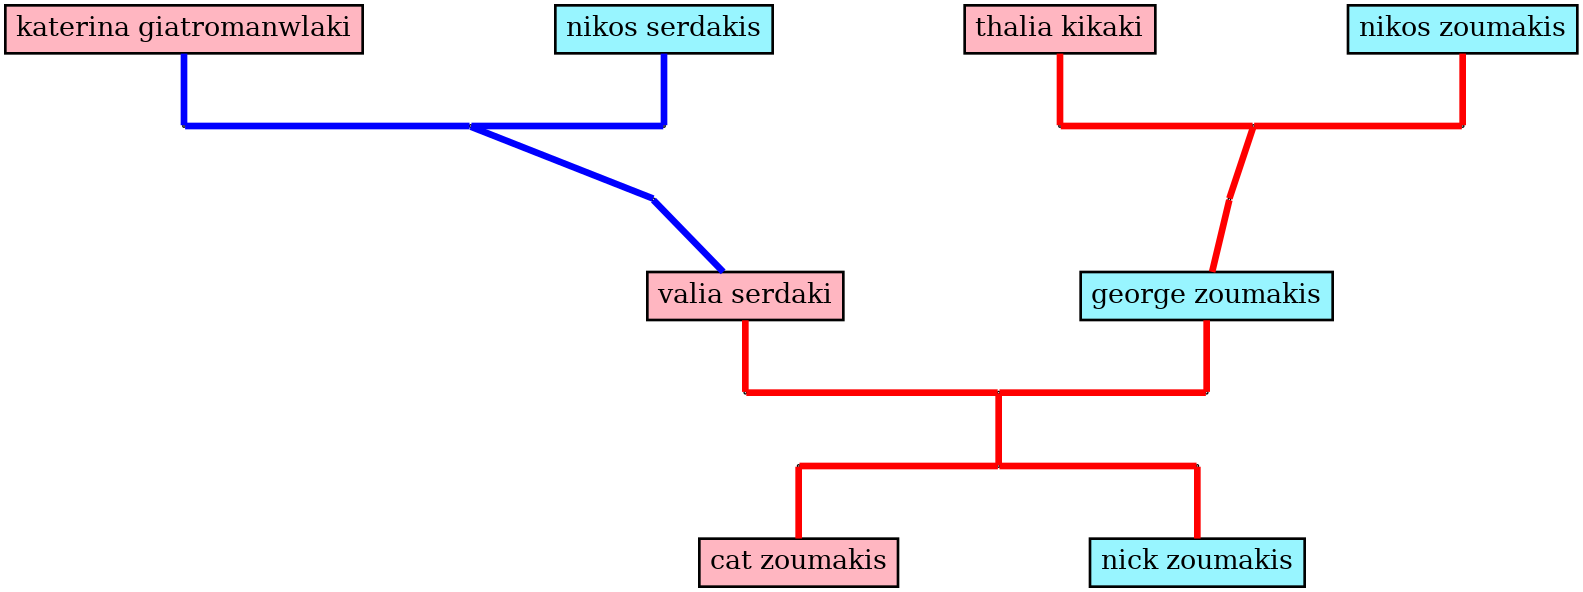 katerina giatromanwlaki
nikos serdakis
thalia kikaki
nikos zoumakis
valia serdaki
george zoumakis
cat zoumakis
nick zoumakis